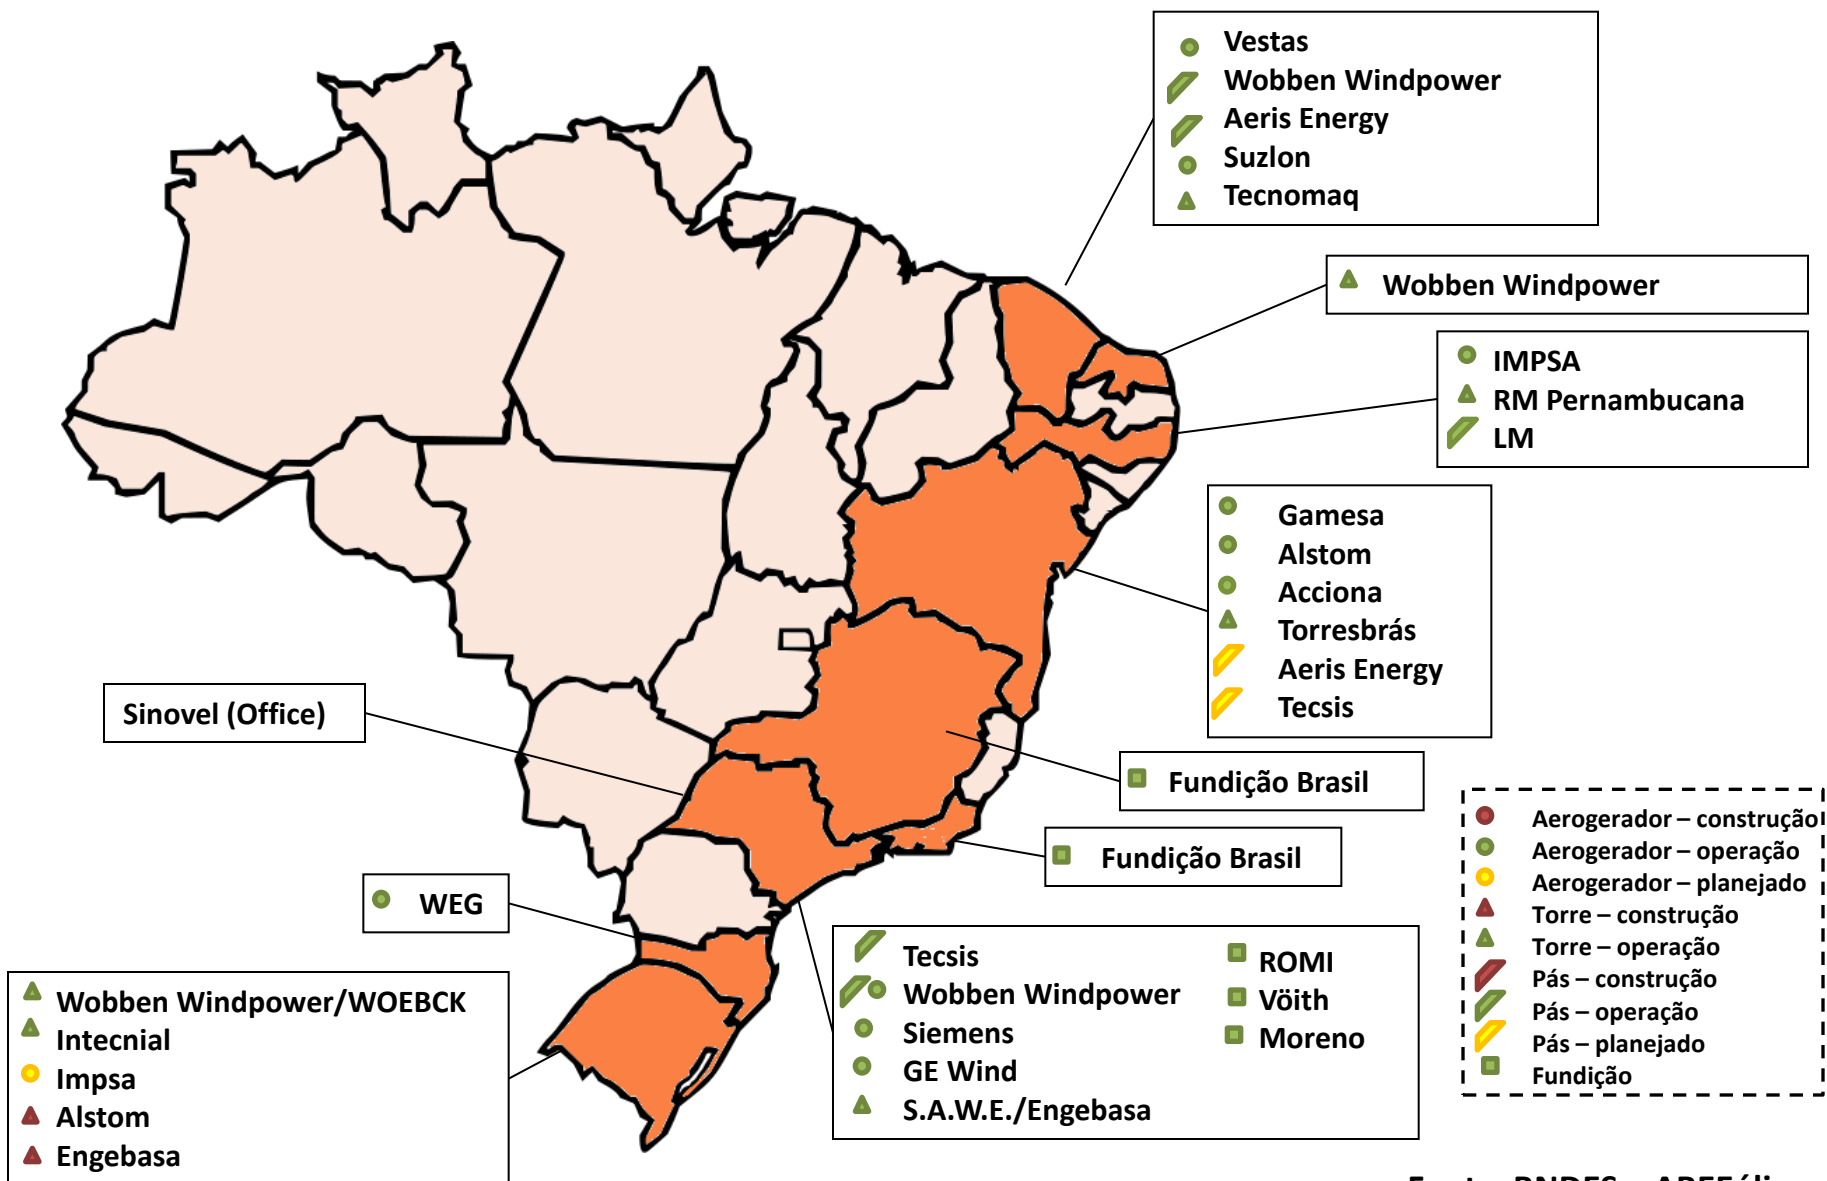 Vestas
Wobben Windpower
Aeris Energy
Suzlon
Tecnomaq
Wobben Windpower
IMPSA
RM Pernambucana
LM
Gamesa
Alstom
Acciona
Torresbrás
Aeris Energy
Tecsis
Sinovel (Office)
Fundição Brasil
Fundição Brasil
WEG
Wobben Windpower/WOEBCK
Intecnial
Impsa
Alstom
Engebasa
Tecsis
Wobben Windpower
Siemens
GE Wind
S.A.W.E./Engebasa
ROMI
Vöith
Moreno
Aerogerador – construção
Aerogerador – operação
Aerogerador – planejado
Torre – construção
Torre – operação
Pás – construção
Pás – operação
Pás – planejado
Fundição